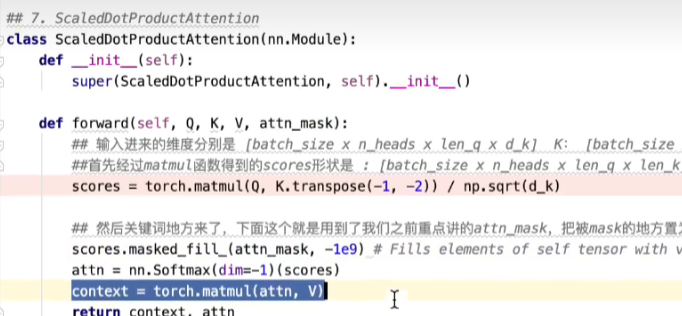 ## 7. ScaledDotProductAttention
class ScaledDotProductAttention(nn.Module):
def __init__(self):
super(ScaledDotProductAttention, self).__init__()
def forward(self, Q, K, V, attn_mask):
## 输入进来的维度分别是 [batch_size x n_heads x len_q x d_k] K: [batch_size
##首先经过matmul函数得到的scores形状是 : [batch_size x n_heads x len_q x len_k
scores = torch.matmul(Q, K.transpose(-1, -2)) / np.sqrt(d_k)
## 然后关键词地方来了，下面这个就是用到了我们之前重点讲的attn_mask，把被mask的地方置为
scores.masked_fill_(attn_mask, -1e9) # Fills elements of self tensor with v
attn = nn.Softmax(dim=-1)(scores)
context = torch.matmul(attn, V)
return context, attn